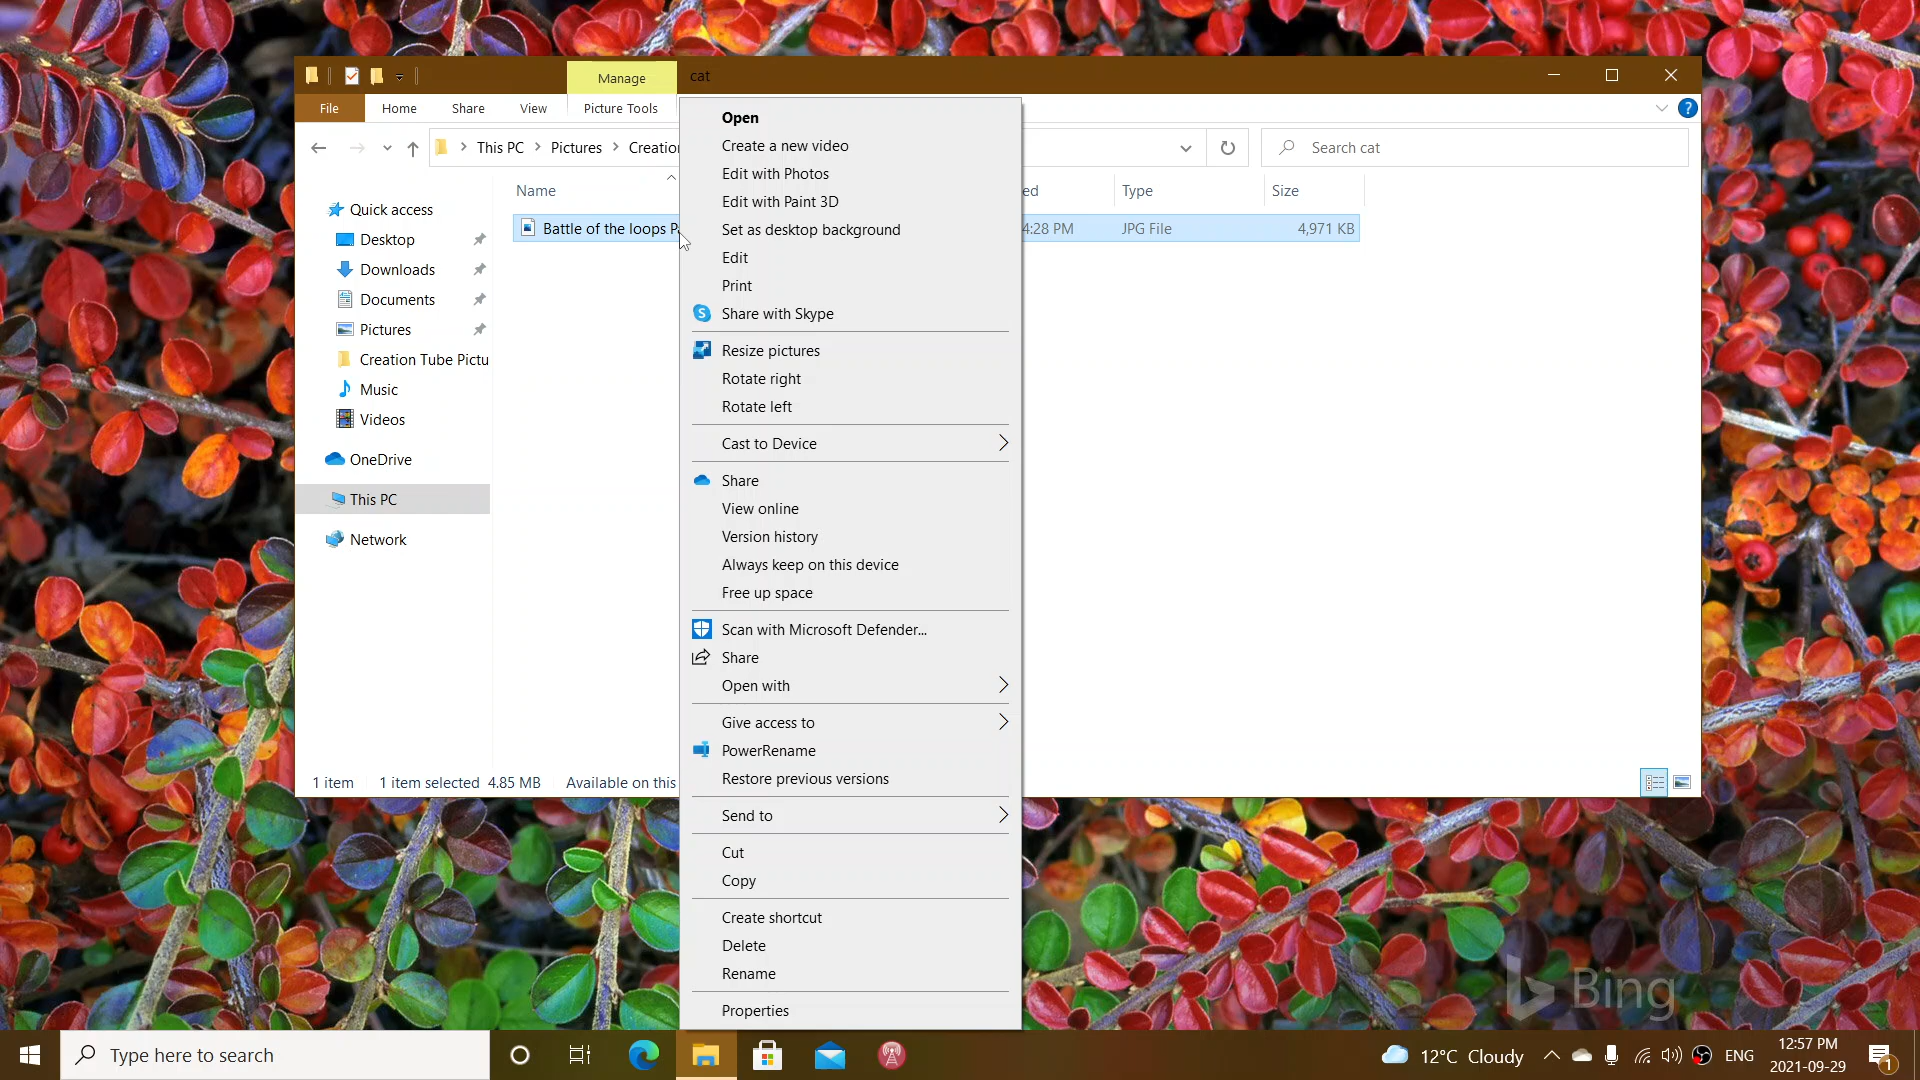 Manage
cat
File
Home
Share
View
Picture Tools
This PC
Pictures
Search cat
Name
Type
Size
Battle of the loops
4:28 PM
JPG File
4,971 KB
Quick access
Desktop
Downloads
Documents
Pictures
Creation Tube Pictu
Music
Videos
OneDrive
This PC
Network
Open
Create a new video
Edit with Photos
Edit with Paint 3D
Set as desktop background
Edit
Print
S Share with Skype
Resize pictures
Rotate right
Rotate left
Cast to Device
Share
View online
Version history
Always keep on this device
Free up space
Scan with Microsoft Defender...
Share
Open with
Give access to
PowerRename
Restore previous versions
Send to
Cut
Copy
Create shortcut
Delete
Rename
Properties
1 item
1 item selected 4.85 MB
Available on this
Bing
Type here to search
12°C Cloudy
ENG
12:57 PM
2021-09-29
1